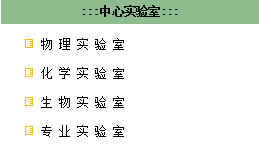 :::中心实验室:::
物 理 实 验 室
化 学 实 验 室
生 物 实 验 室
专 业 实 验 室